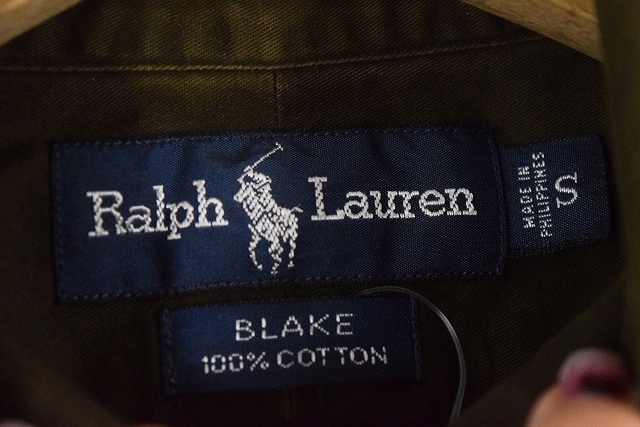 Ralph Lauren
MADE IN
PHILIPPINES
S
BLAKE
100% COTTON